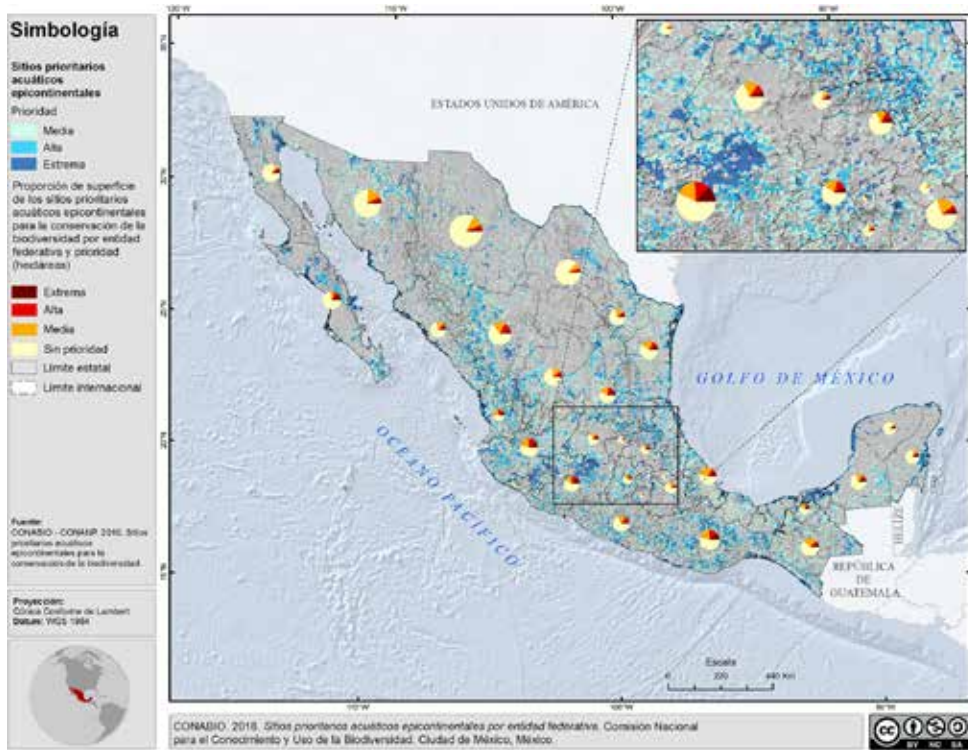 Simbología
Sitios prioritarios
acuáticos
epicontinentales
Prioridad
Media
Alta
Extrema
Proporción de superficie
de los sitios prioritarios
acuáticos epicontinentales
para la conservación de la
biodiversidad por entidad
federativa y prioridad
(hectáreas)
Extrema
Alta
Media
Sin prioridad
Límite estatal
Límite internacional
Fuente:
CONABIO - CONANP. 2010. Sitios
prioritarios acuáticos
epicontinentales para la
conservación de la biodiversidad.
Proyección:
Cónica Conforme de Lambert
Datum: WGS 1984
ESTADOS UNIDOS DE AMÉRICA
GOLFO DE MÉXICO
OCEANO PACÍFICO
BELIZE
REPÚBLICA
DE
GUATEMALA
Escala
0 220 440 Km
CONABIO. 2016. Sitios prioritarios acuáticos epicontinentales por entidad federativa. Comisión Nacional
para el Conocimiento y Uso de la Biodiversidad. Ciudad de México, México.
cc